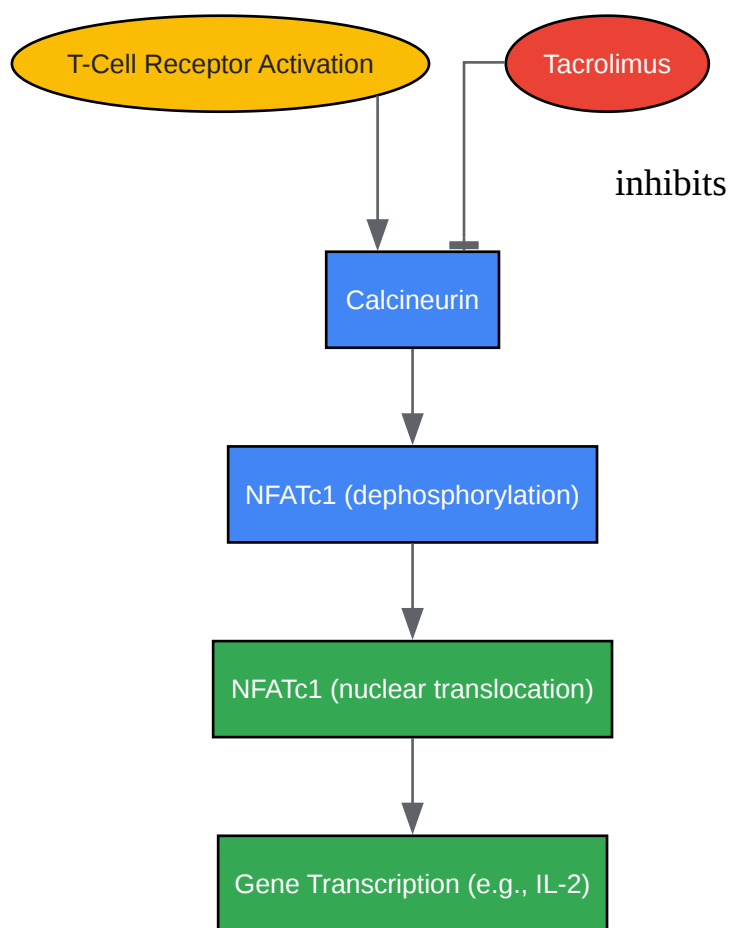 T-Cell Receptor Activation
Tacrolimus
inhibits
Calcineurin
NFATc1 (dephosphorylation)
NFATc1 (nuclear translocation)
Gene Transcription (e.g., IL-2)